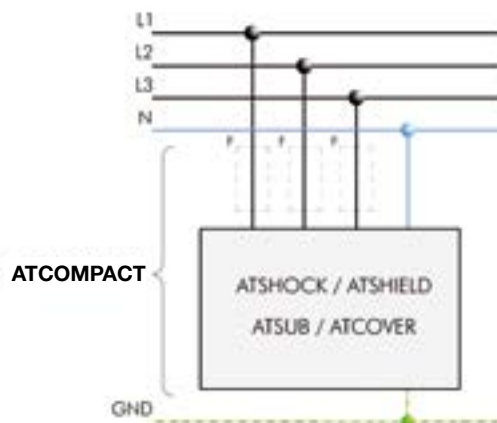 L1
L2
L3
N
F F F
ATCOMPACT
ATSHOCK / ATSHIELD
ATSUB / ATCOVER
GND